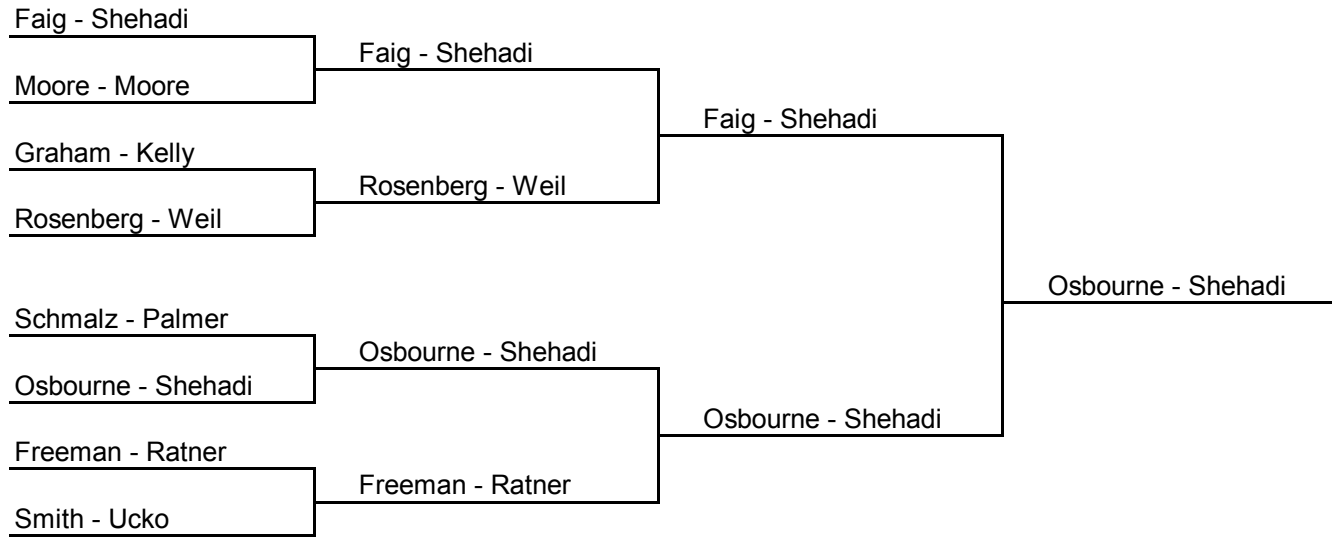 Faig - Shehadi
Moore - Moore
Graham - Kelly
Rosenberg - Weil
Schmalz - Palmer
Osbourne - Shehadi
Freeman - Ratner
Smith - Ucko
Faig - Shehadi
Rosenberg - Weil
Osbourne - Shehadi
Freeman - Ratner
Faig - Shehadi
Osbourne - Shehadi
Osbourne - Shehadi